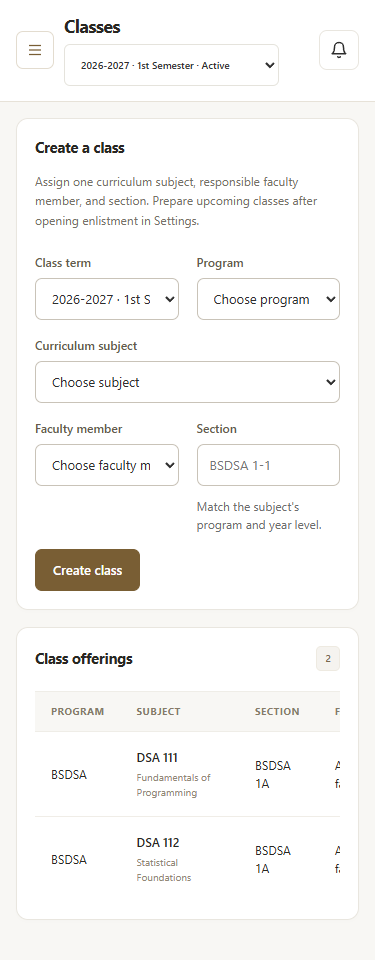 Classes
2026-2027 · 1st Semester · Active
Create a class
Assign one curriculum subject, responsible faculty
member, and section. Prepare upcoming classes after
opening enlistment in Settings.
Class term
Program
2026-2027 · 1st S
Choose program
Curriculum subject
Choose subject
Faculty member
Section
Choose faculty m
BSDSA 1-1
Match the subject's
program and year level.
Create class
Class offerings
2
PROGRAM SUBJECT SECTION
BSDSA
DSA 111
Fundamentals of
Programming
BSDSA
1A
BSDSA
DSA 112
Statistical
Foundations
BSDSA
1A